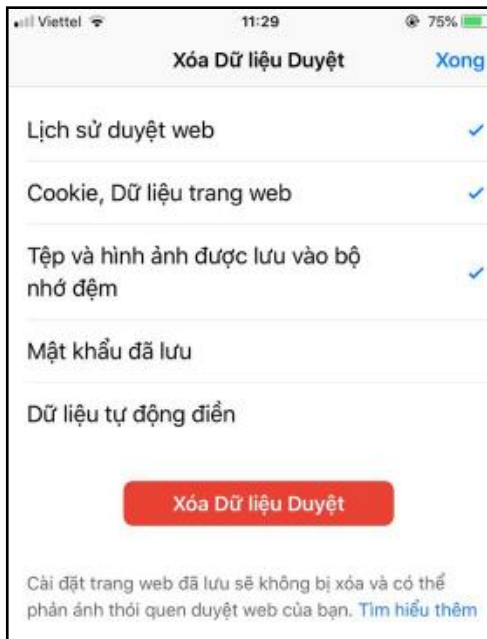 Viettel 11:29 75%
Xóa Dữ liệu Duyệt Xong
Lịch sử duyệt web
Cookie, Dữ liệu trang web
Tệp và hình ảnh được lưu vào bộ
nhớ đệm
Mật khẩu đã lưu
Dữ liệu tự động điền
Xóa Dữ liệu Duyệt
Cài đặt trang web đã lưu sẽ không bị xóa và có thể
phản ánh thói quen duyệt web của bạn. Tìm hiểu thêm